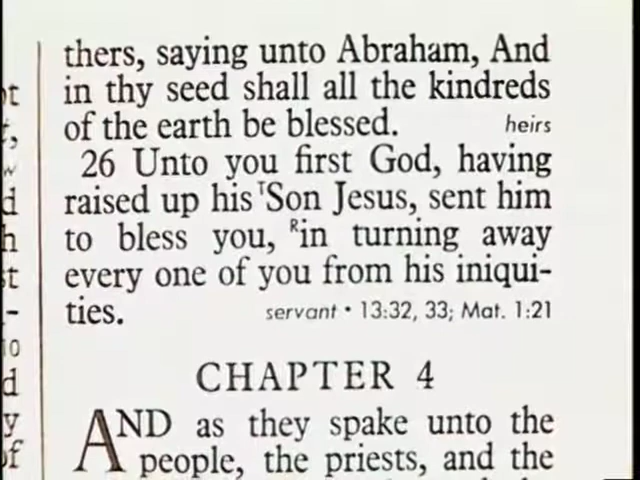 thers, saying unto Abraham, And
in thy seed shall all the kindreds
of the earth be blessed. heirs
26 Unto you first God, having
raised up his ᵀSon Jesus, sent him
to bless you, ᴿin turning away
every one of you from his iniqui-
ties. servant • 13:32, 33; Mat. 1:21
CHAPTER 4
AND as they spake unto the
people, the priests, and the